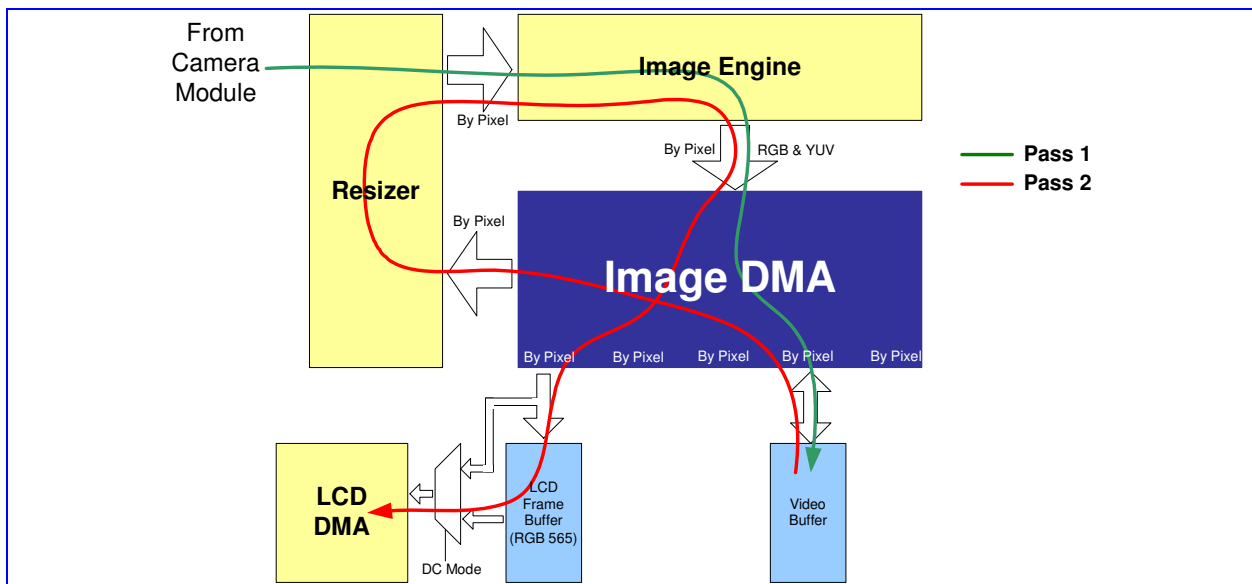 From
Camera
Module
Image Engine
By Pixel
By Pixel
RGB & YUV
Pass 1
Pass 2
Resizer
By Pixel
Image DMA
By Pixel
By Pixel
By Pixel
By Pixel
By Pixel
LCD
DMA
DC Mode
LCD
Frame
Buffer
(RGB 565)
Video
Buffer